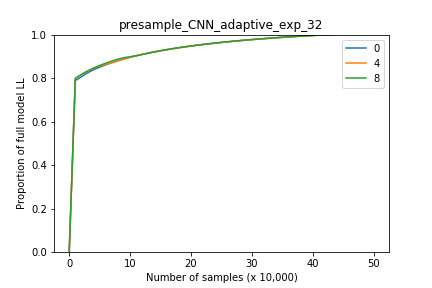 presample_CNN_adaptive_exp_32
1.0
0.8
0.6
0.4
0.2
0.0
Proportion of full model LL
0
4
8
0 10 20 30 40 50
Number of samples (x 10,000)